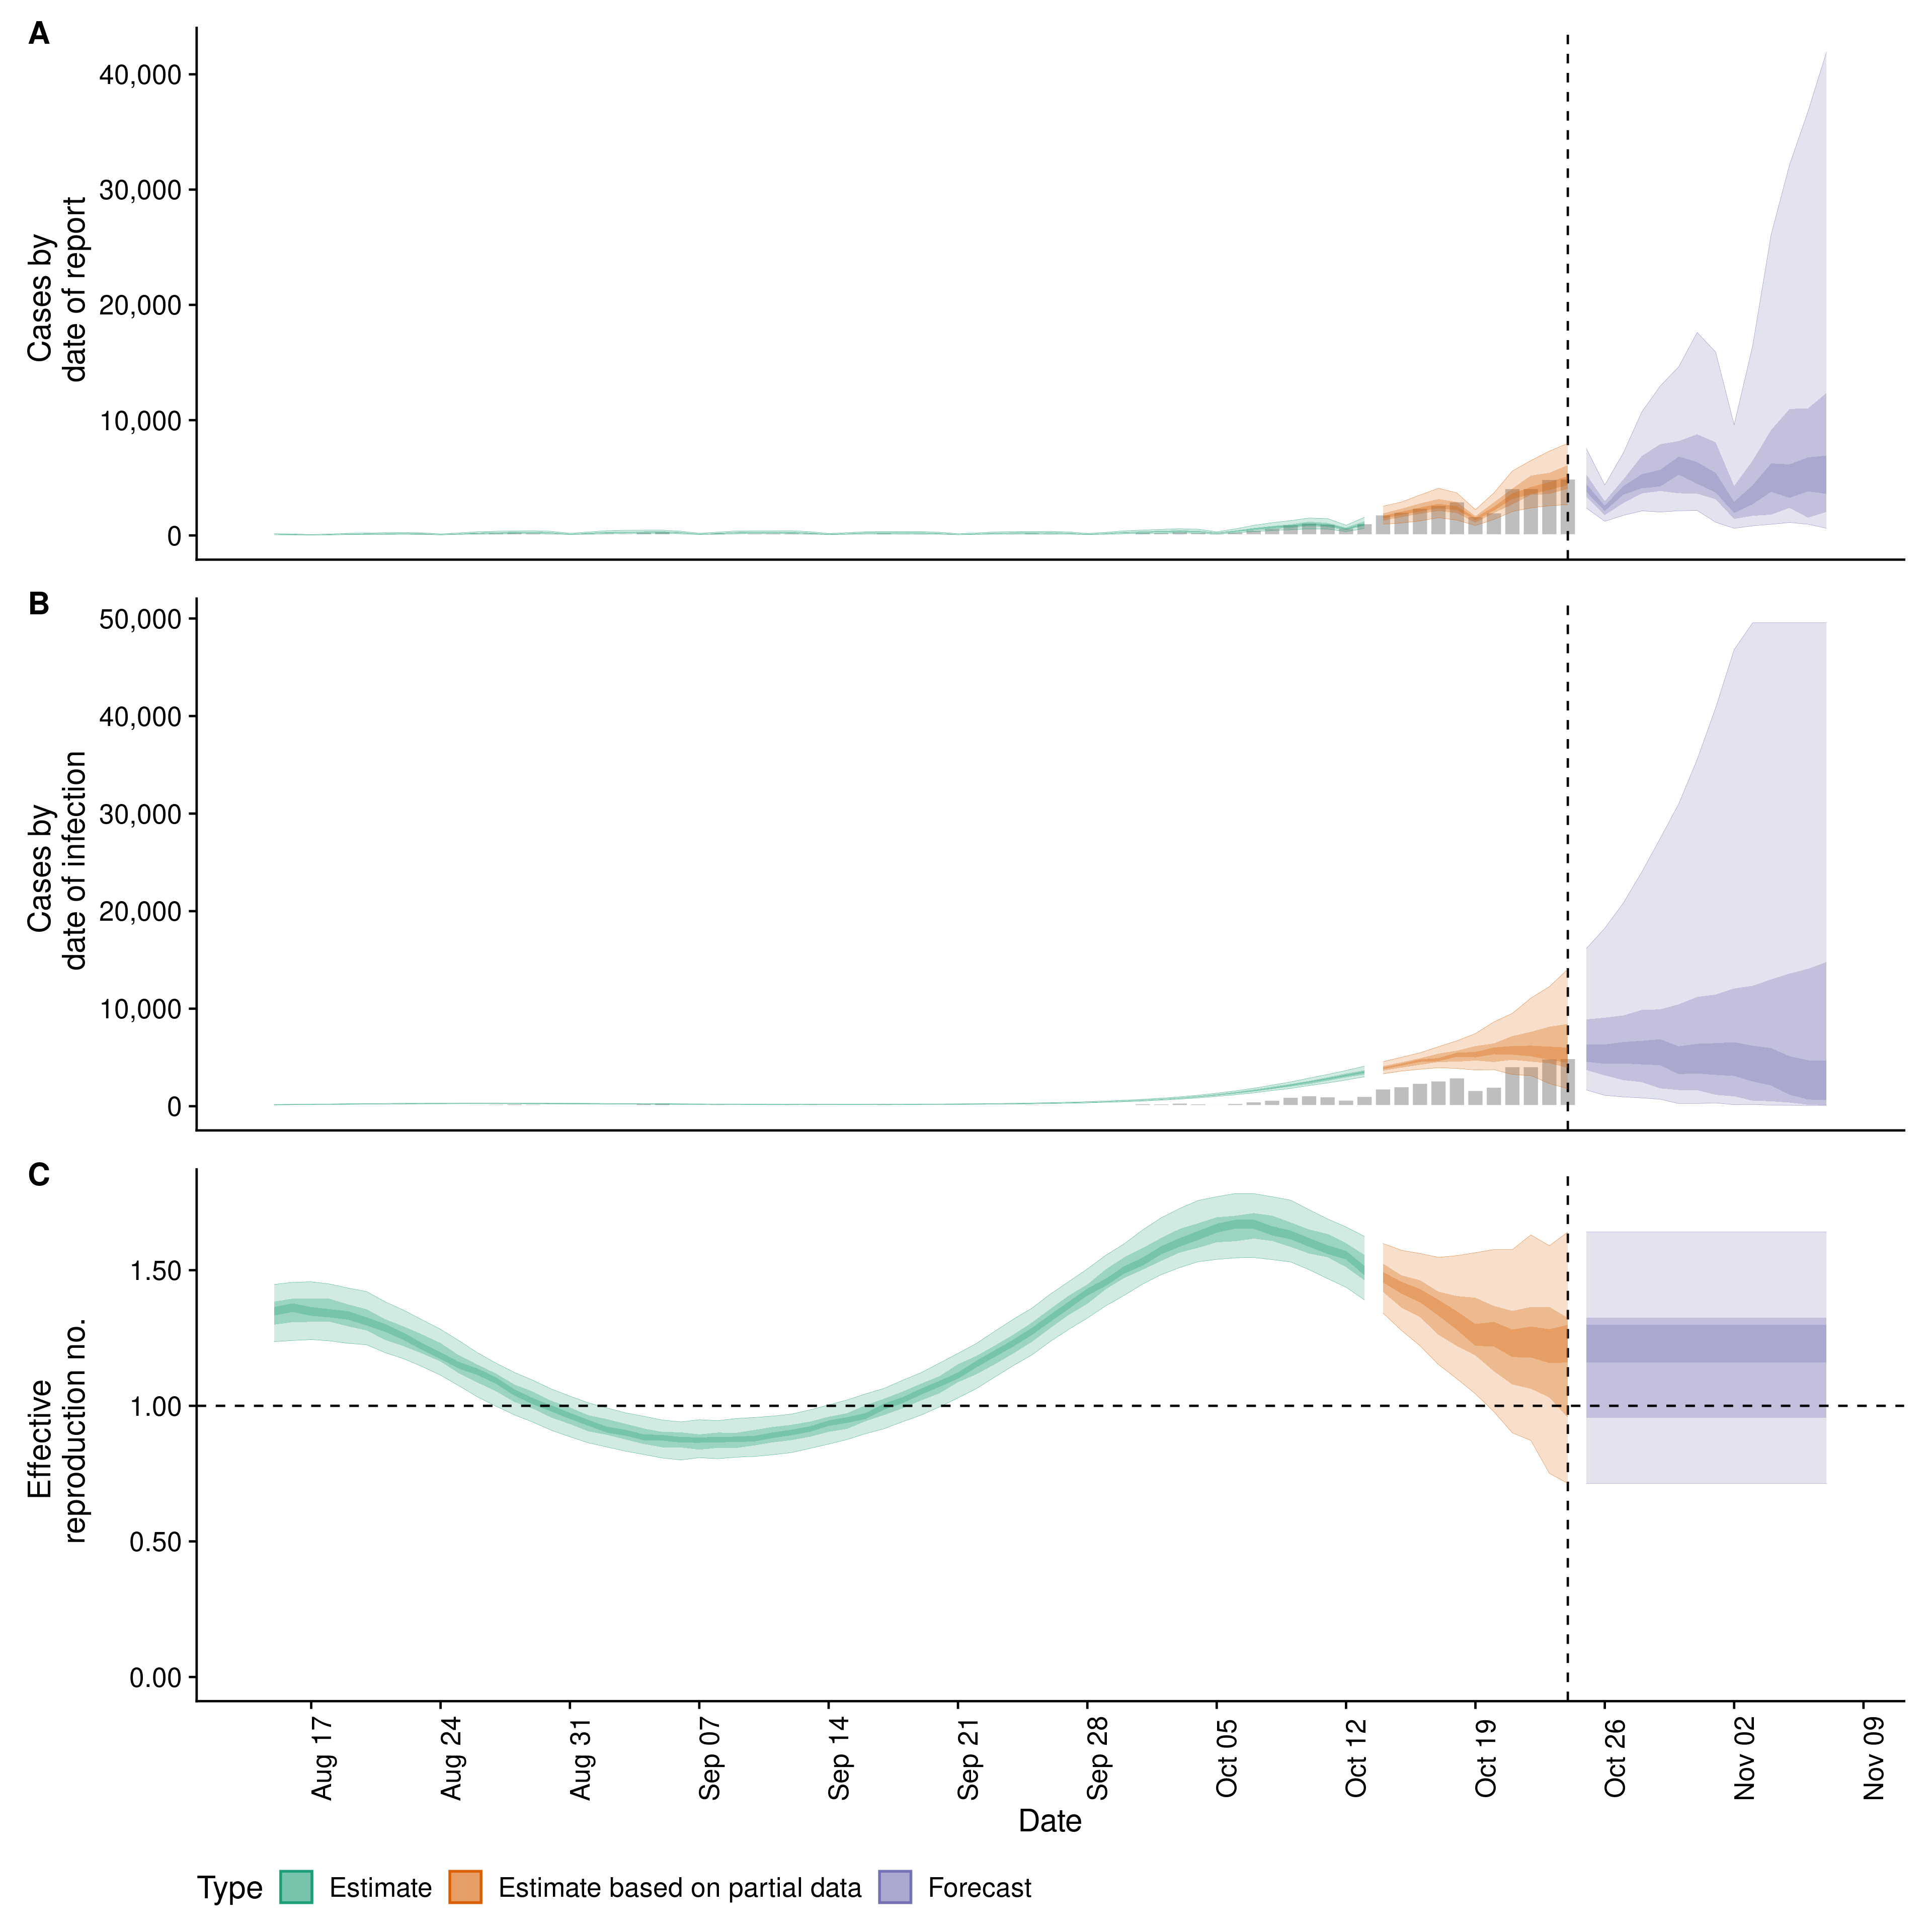 A
Cases by
date of report
40,000
30,000
20,000
10,000
0
B
Cases by
date of infection
50,000
40,000
30,000
20,000
10,000
0
C
Effective
reproduction no.
1.50
1.00
0.50
0.00
Aug 17
Aug 24
Aug 31
Sep 07
Sep 14
Sep 21
Sep 28
Oct 05
Oct 12
Oct 19
Oct 26
Nov 02
Nov 09
Date
Type Estimate Estimate based on partial data Forecast